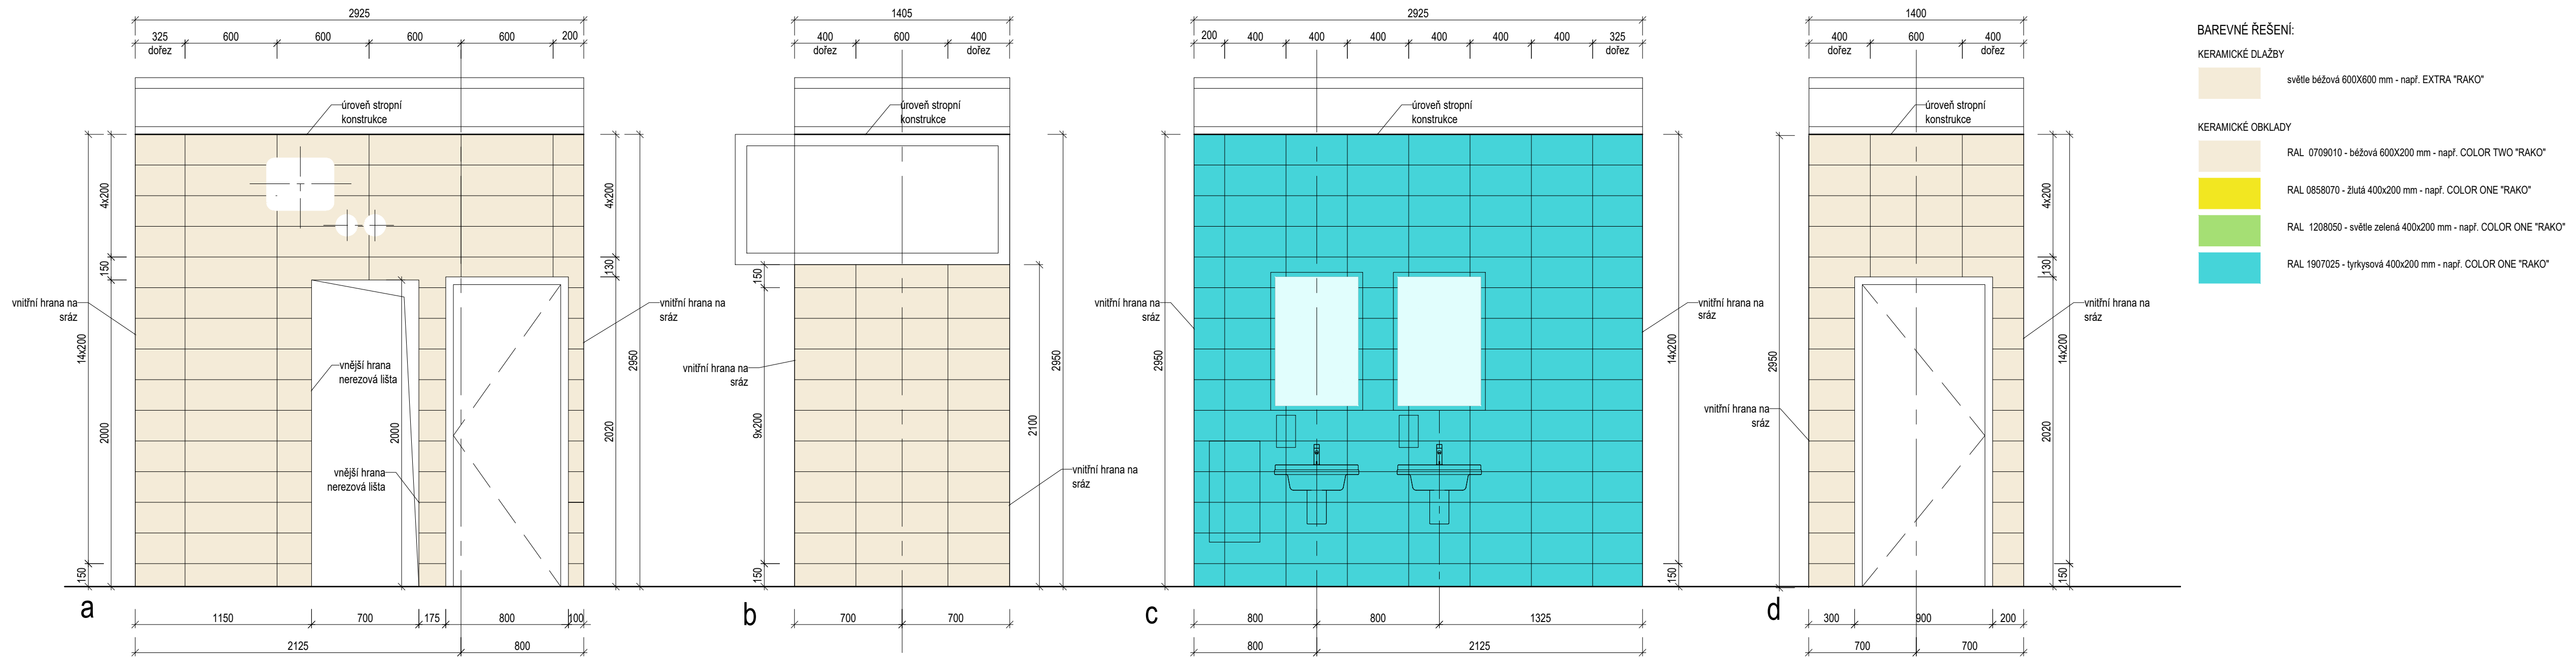 2925
325
dořez
600
600
600
600
200
úroveň stropní
konstrukce
4x200
150
14x200
2000
150
vnitřní hrana na
sráz
vnější hrana
nerezová lišta
2000
vnější hrana
nerezová lišta
4x200
130
2950
2020
vnitřní hrana na
sráz
a
1150
700
175
800
100
2125
800
1405
400
dořez
600
400
dořez
úroveň stropní
konstrukce
150
9x200
150
vnitřní hrana na
sráz
2950
2100
vnitřní hrana na
sráz
b
700
700
2925
200
400
400
400
400
400
400
325
dořez
úroveň stropní
konstrukce
vnitřní hrana na
sráz
2950
14x200
150
vnitřní hrana na
sráz
c
800
800
1325
800
2125
1400
400
dořez
600
400
dořez
úroveň stropní
konstrukce
2950
vnitřní hrana na
sráz
4x200
130
14x200
2020
150
vnitřní hrana na
sráz
d
300
900
200
700
700
BAREVNÉ ŘEŠENÍ:
KERAMICKÉ DLAŽBY
světle béžová 600X600 mm - např. EXTRA "RAKO"
KERAMICKÉ OBKLADY
RAL 0709010 - béžová 600X200 mm - např. COLOR TWO "RAKO"
RAL 0858070 - žlutá 400x200 mm - např. COLOR ONE "RAKO"
RAL 1208050 - světle zelená 400x200 mm - např. COLOR ONE "RAKO"
RAL 1907025 - tyrkysová 400x200 mm - např. COLOR ONE "RAKO"